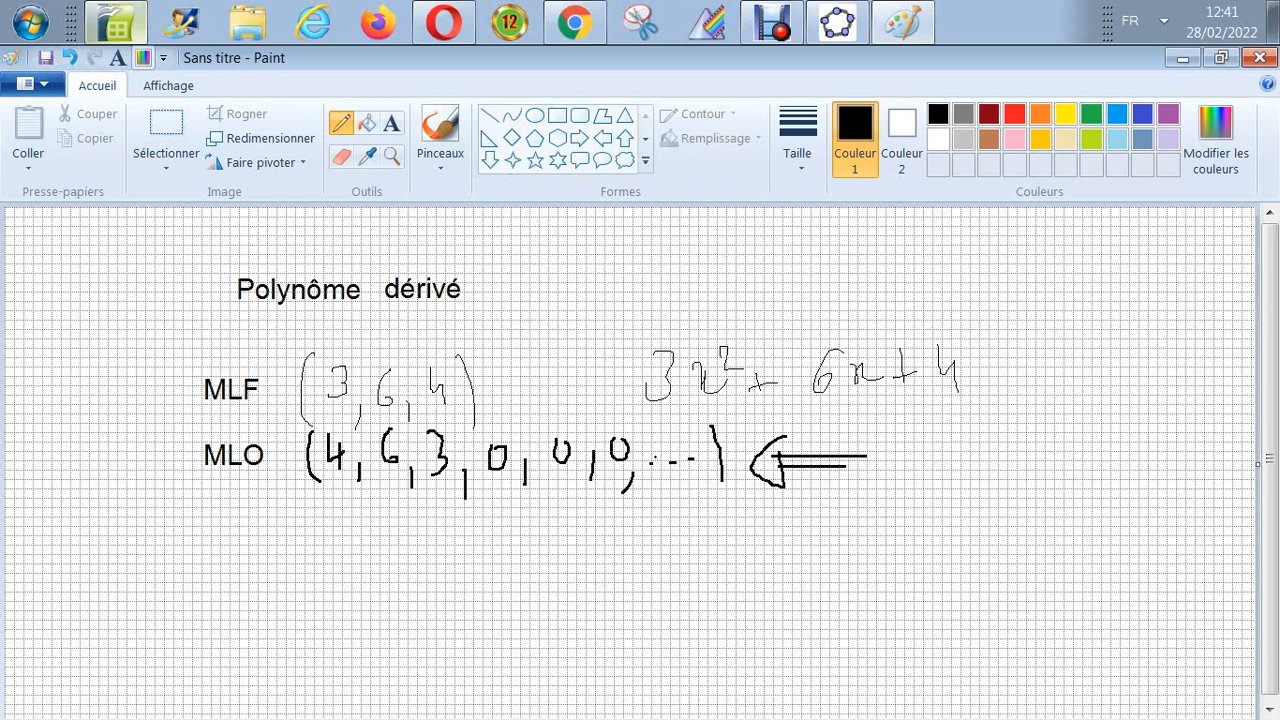 FR
12:41
28/02/2022
12
Sans titre - Paint
Accueil Affichage
Coller
Couper
Copier
Presse-papiers
Sélectionner
Rogner
Redimensionner
Faire pivoter
Image
Outils
Pinceaux
Formes
Contour
Remplissage
Taille
Couleur 1
Couleur 2
Modifier les couleurs
Couleurs
Polynôme dérivé
MLF (3, 6, 4) 3x² + 6x + 4
MLO (4, 6, 3, 0, 0, 0, ...) ⇐